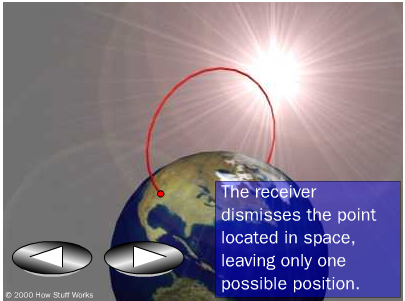 The receiver
dismisses the point
located in space,
leaving only one
possible position.
© 2000 How Stuff Works